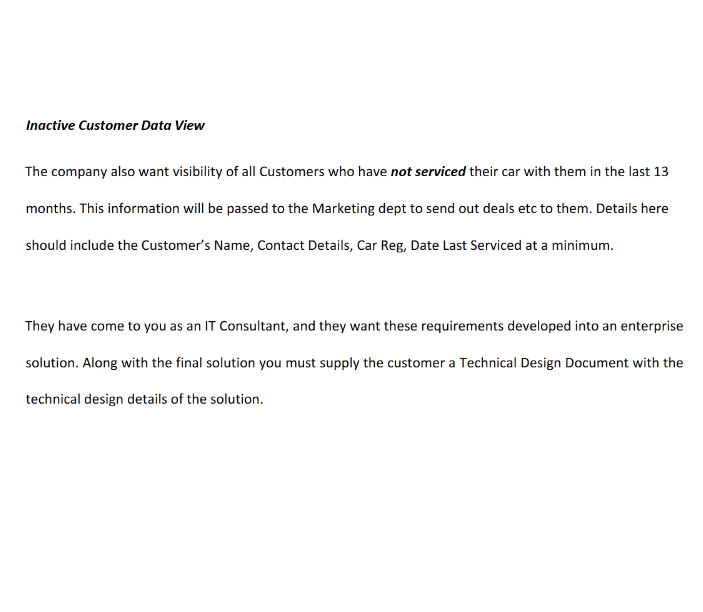 Inactive Customer Data View
The company also want visibility of all Customers who have not serviced their car with them in the last 13
months. This information will be passed to the Marketing dept to send out deals etc to them. Details here
should include the Customer’s Name, Contact Details, Car Reg, Date Last Serviced at a minimum.
They have come to you as an IT Consultant, and they want these requirements developed into an enterprise
solution. Along with the final solution you must supply the customer a Technical Design Document with the
technical design details of the solution.